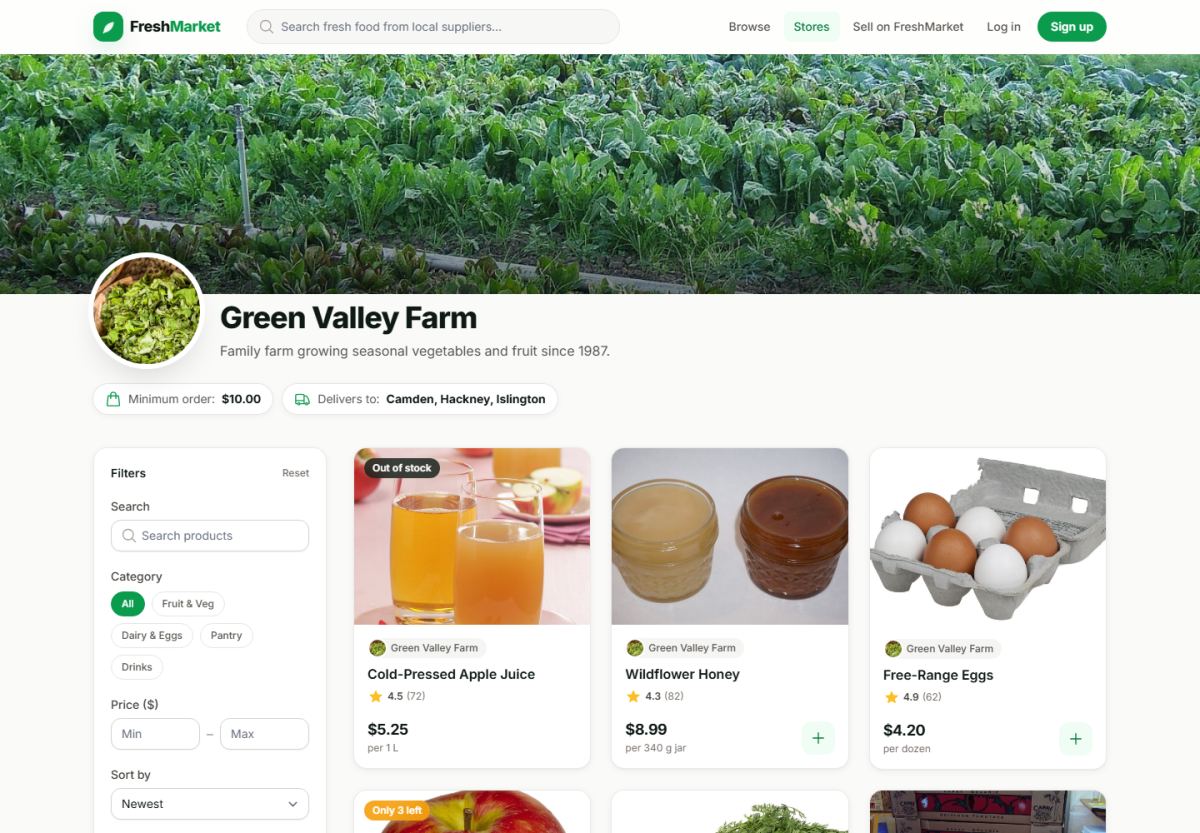 FreshMarket
Search fresh food from local suppliers...
Browse
Stores
Sell on FreshMarket
Log in
Sign up
Green Valley Farm
Family farm growing seasonal vegetables and fruit since 1987.
Minimum order: $10.00
Delivers to: Camden, Hackney, Islington
Filters
Reset
Search
Search products
Category
All
Fruit & Veg
Dairy & Eggs
Pantry
Drinks
Price ($)
Min
–
Max
Sort by
Newest
Out of stock
Green Valley Farm
Cold-Pressed Apple Juice
4.5 (72)
$5.25
per 1 L
Green Valley Farm
Wildflower Honey
4.3 (82)
$8.99
per 340 g jar
+
Green Valley Farm
Free-Range Eggs
4.9 (62)
$4.20
per dozen
+
Only 3 left